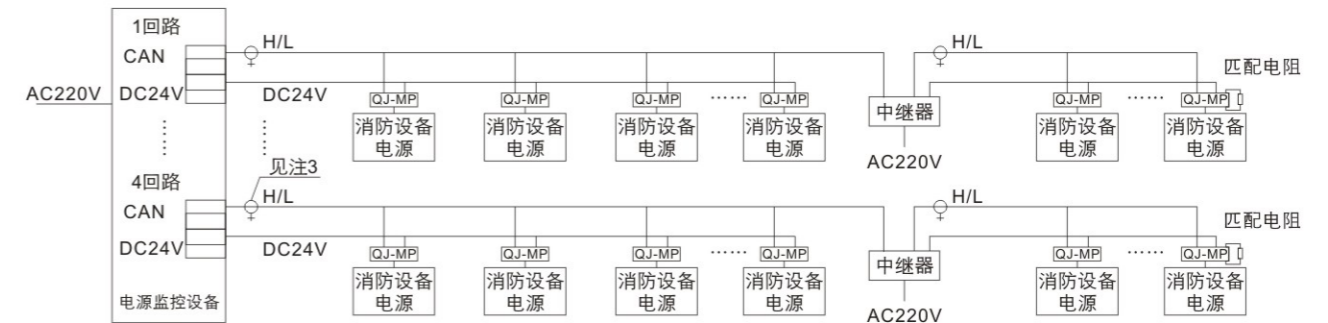 1回路
CAN H/L H/L
匹配电阻
AC220V DC24V DC24V QJ-MP QJ-MP QJ-MP …… QJ-MP 中继器 QJ-MP …… QJ-MP
消防设备电源 消防设备电源 消防设备电源 消防设备电源 消防设备电源 消防设备电源
AC220V
见注3
4回路
CAN H/L H/L
匹配电阻
DC24V DC24V QJ-MP QJ-MP QJ-MP …… QJ-MP 中继器 QJ-MP …… QJ-MP
消防设备电源 消防设备电源 消防设备电源 消防设备电源 消防设备电源 消防设备电源
电源监控设备
AC220V